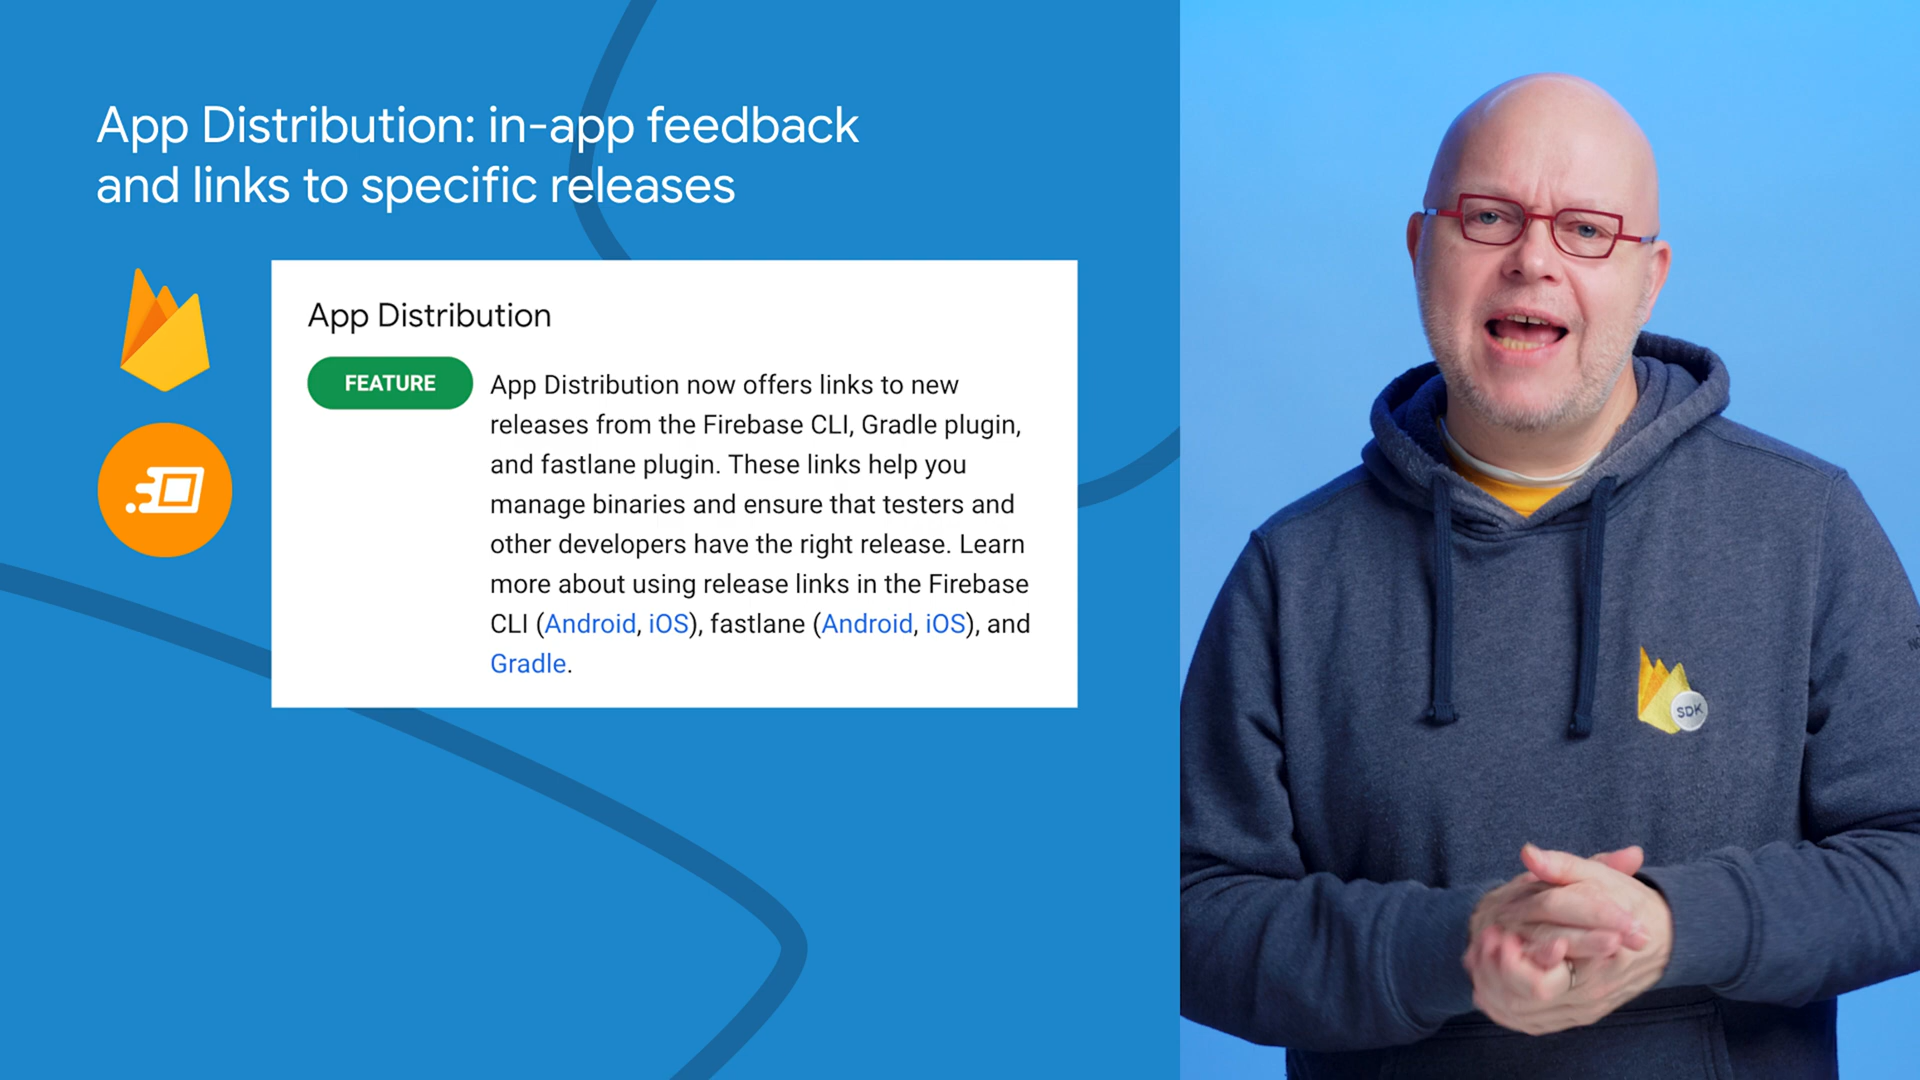 App Distribution: in-app feedback
and links to specific releases
App Distribution
FEATURE
App Distribution now offers links to new
releases from the Firebase CLI, Gradle plugin,
and fastlane plugin. These links help you
manage binaries and ensure that testers and
other developers have the right release. Learn
more about using release links in the Firebase
CLI (Android, iOS), fastlane (Android, iOS), and
Gradle.
SDK